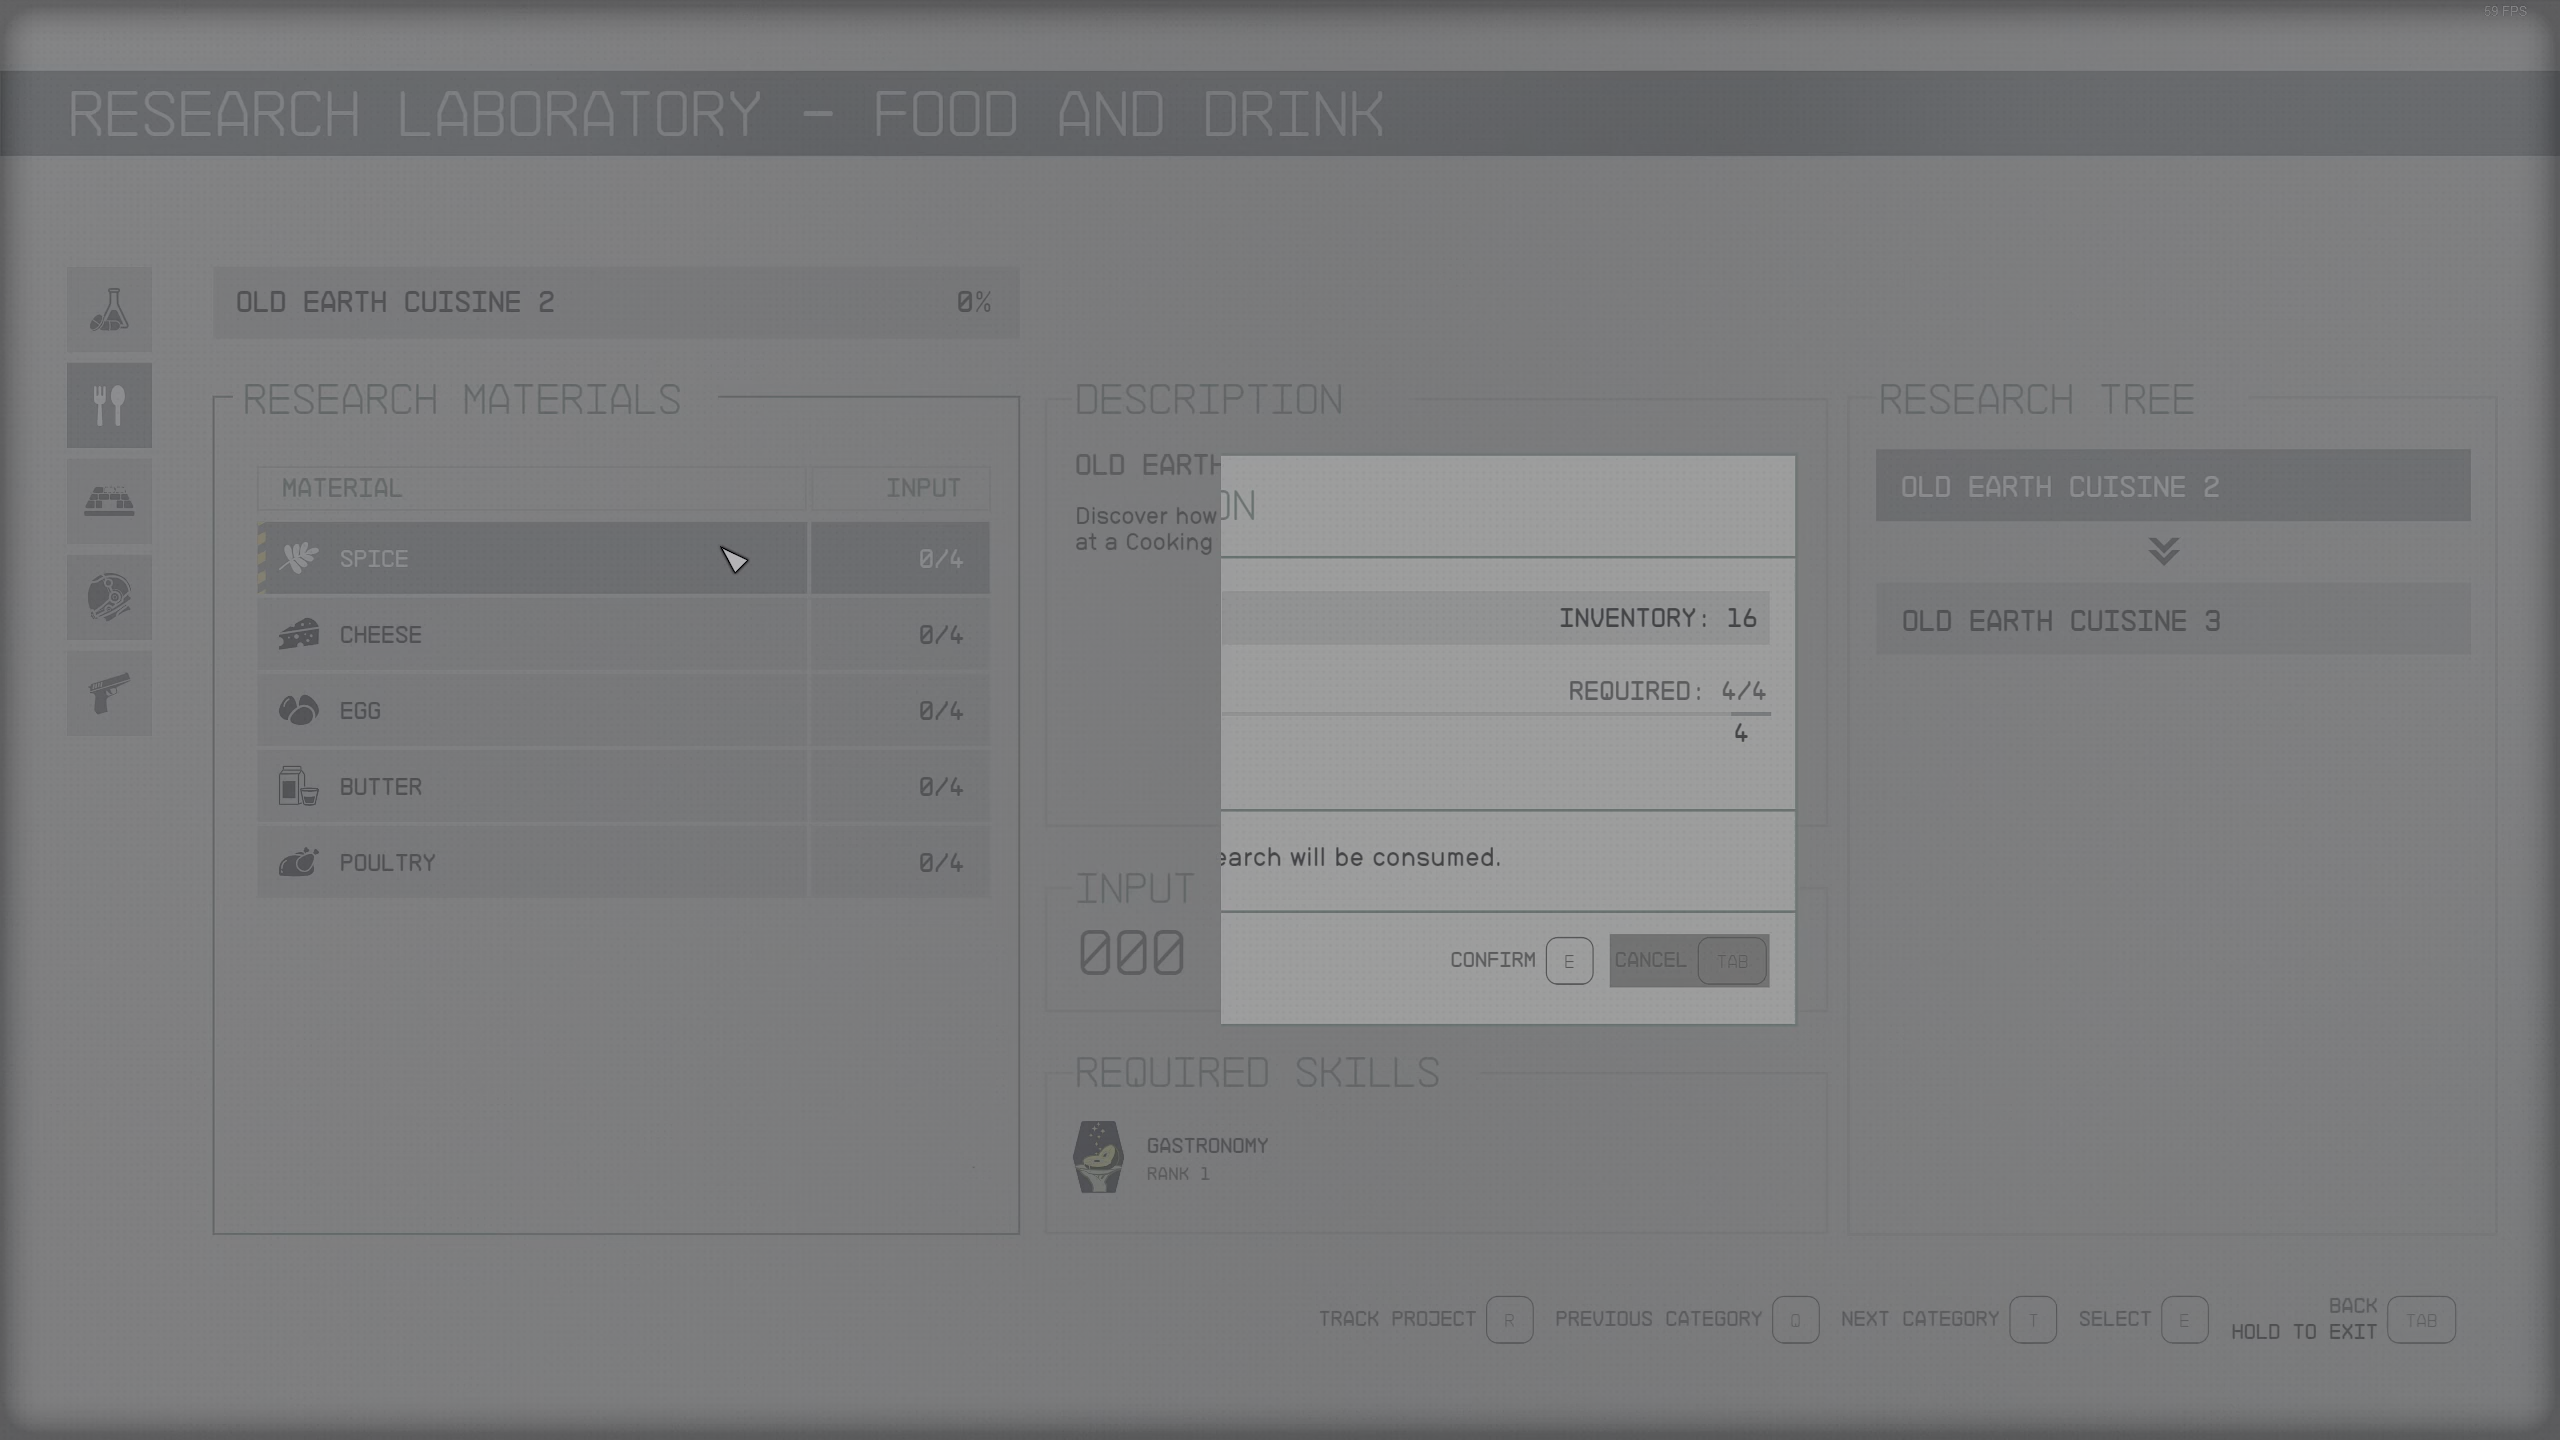 59 FPS
RESEARCH LABORATORY - FOOD AND DRINK
OLD EARTH CUISINE 2 0%
RESEARCH MATERIALS
MATERIAL INPUT
SPICE 0/4
CHEESE 0/4
EGG 0/4
BUTTER 0/4
POULTRY 0/4
DESCRIPTION
OLD EARTH
Discover how
at a Cooking
ON
INVENTORY: 16
REQUIRED: 4/4
4
earch will be consumed.
CONFIRM E CANCEL TAB
INPUT
000
REQUIRED SKILLS
GASTRONOMY
RANK 1
RESEARCH TREE
OLD EARTH CUISINE 2
OLD EARTH CUISINE 3
TRACK PROJECT R PREVIOUS CATEGORY Q NEXT CATEGORY T SELECT E BACK
HOLD TO EXIT TAB